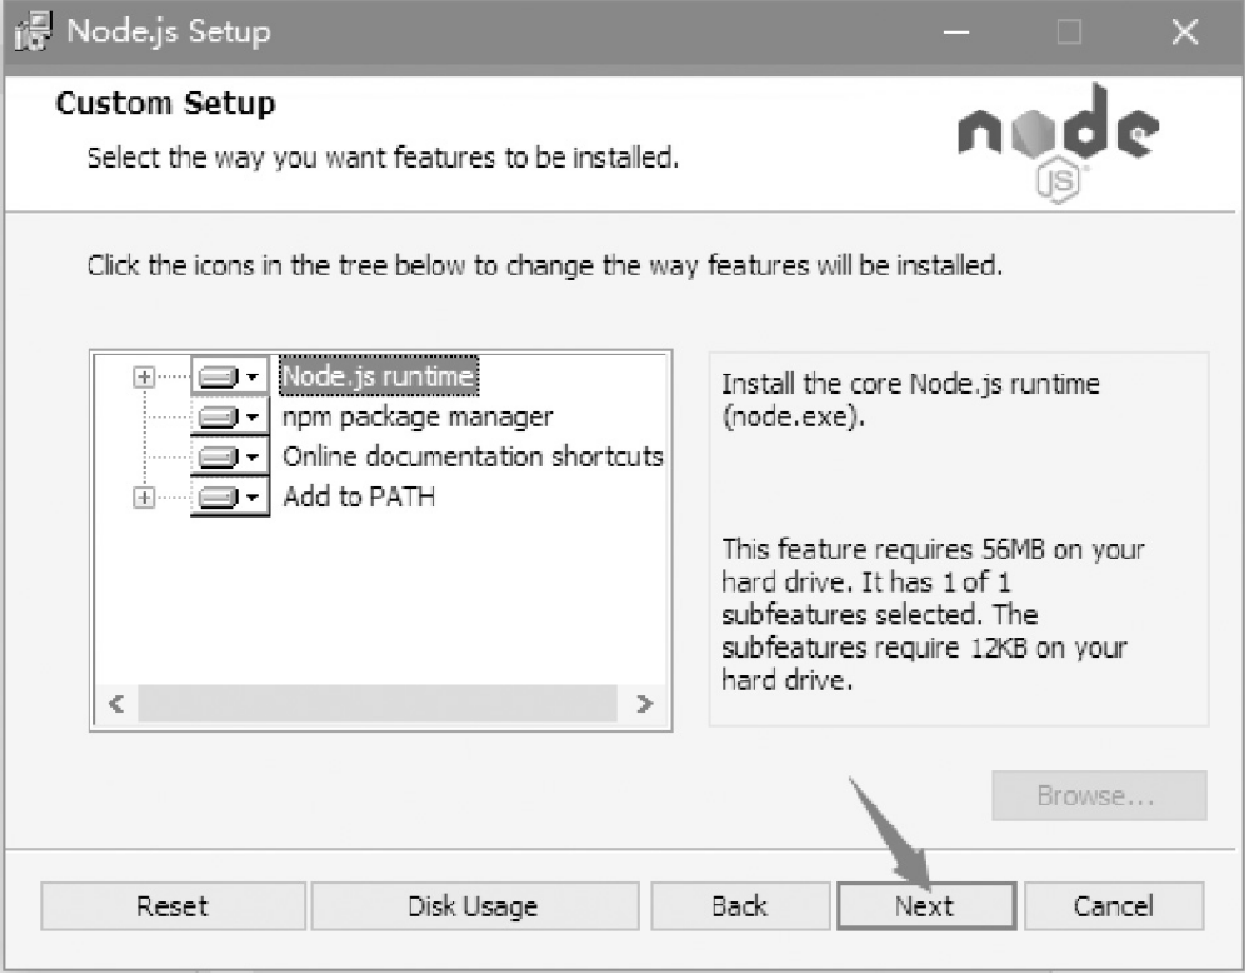 Node.js Setup
Custom Setup
Select the way you want features to be installed.
node
JS
Click the icons in the tree below to change the way features will be installed.
Node.js runtime
npm package manager
Online documentation shortcuts
Add to PATH
Install the core Node.js runtime
(node.exe).
This feature requires 56MB on your
hard drive. It has 1 of 1
subfeatures selected. The
subfeatures require 12KB on your
hard drive.
Browse...
Reset
Disk Usage
Back
Next
Cancel